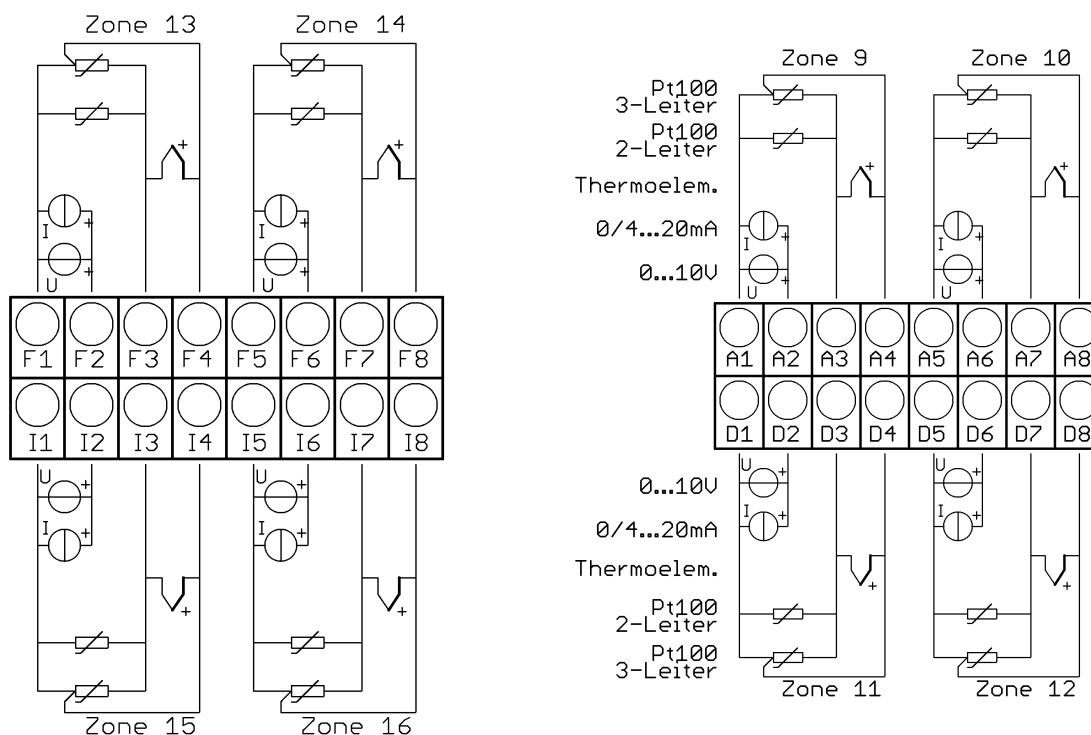 Zone 13 Zone 14
+ +
I + I +
U + U +
F1 F2 F3 F4 F5 F6 F7 F8
I1 I2 I3 I4 I5 I6 I7 I8
U + U +
I + I +
+ +
Zone 15 Zone 16
Zone 9 Zone 10
Pt100
3-Leiter
Pt100
2-Leiter
+ +
Thermoelem.
0/4...20mA
I + I +
0...10V
U + U +
A1 A2 A3 A4 A5 A6 A7 A8
D1 D2 D3 D4 D5 D6 D7 D8
U + U +
0...10V
I + I +
0/4...20mA
Thermoelem.
+ +
Pt100
2-Leiter
Pt100
3-Leiter
Zone 11 Zone 12